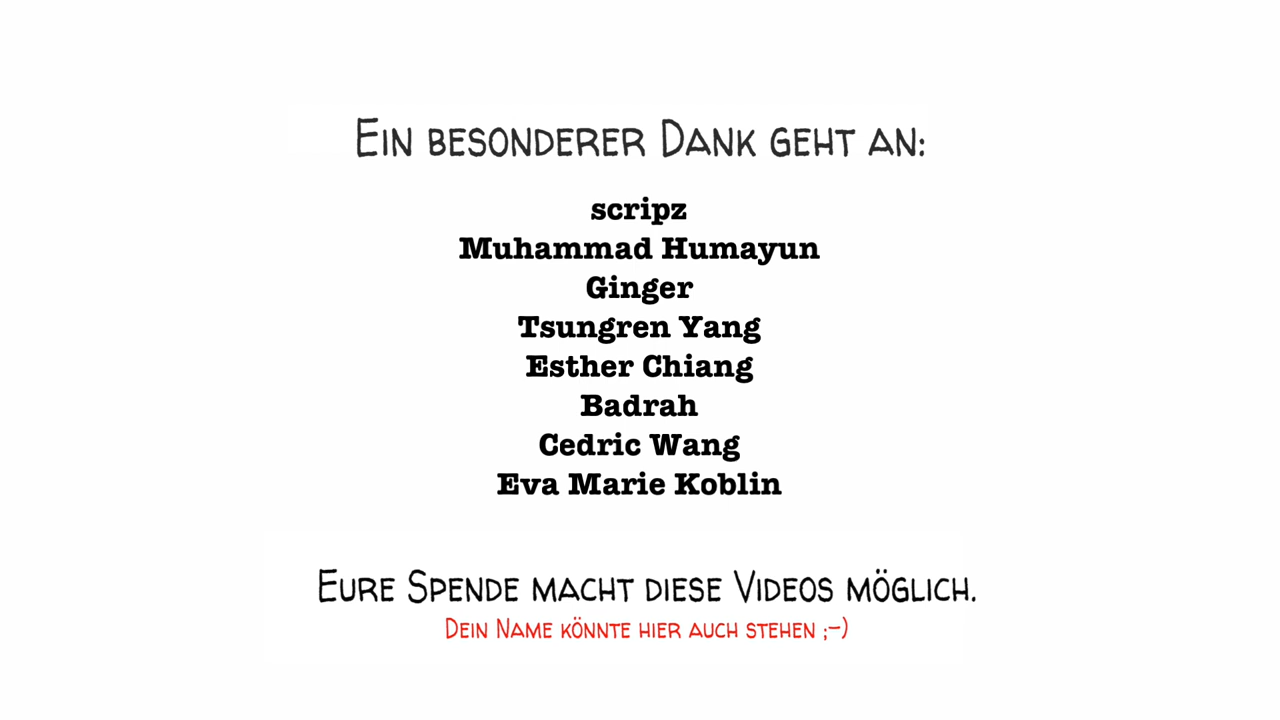 Ein besonderer Dank geht an:
scripz
Muhammad Humayun
Ginger
Tsungren Yang
Esther Chiang
Badrah
Cedric Wang
Eva Marie Koblin
Eure Spende macht diese Videos möglich.
Dein Name könnte hier auch stehen ;-)